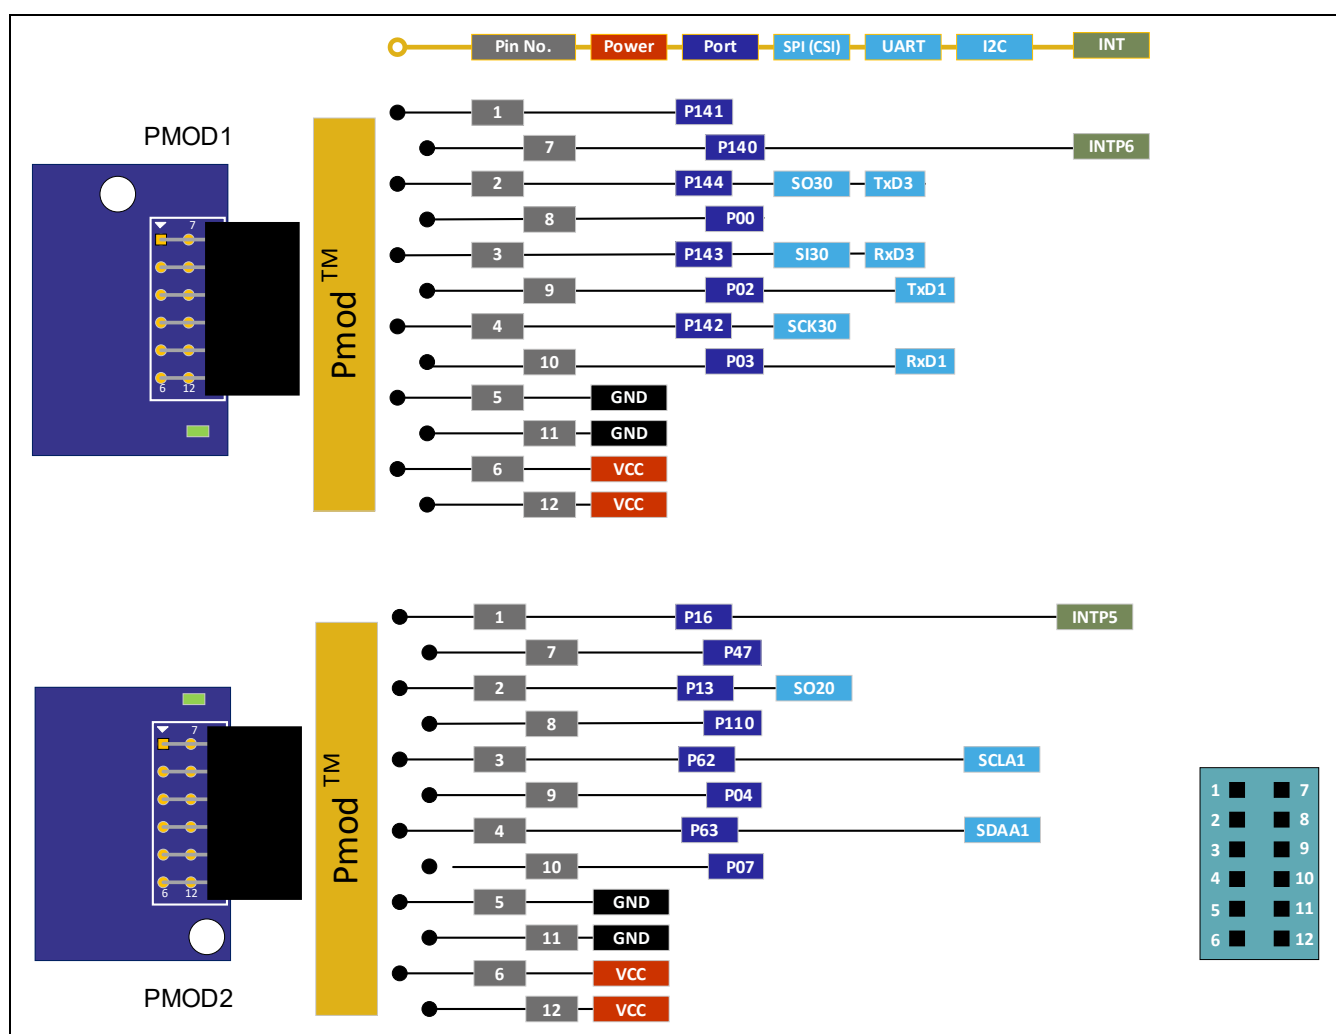 Pin No. Power Port SPI (CSI) UART I2C INT
PMOD1
7
6 12
Pmod TM
1 P141
7 P140 INTP6
2 P144 SO30 TxD3
8 P00
3 P143 SI30 RxD3
9 P02 TxD1
4 P142 SCK30
10 P03 RxD1
5 GND
11 GND
6 VCC
12 VCC
7
6 12
PMOD2
Pmod TM
1 P16 INTP5
7 P47
2 P13 SO20
8 P110
3 P62 SCLA1
9 P04
4 P63 SDAA1
10 P07
5 GND
11 GND
6 VCC
12 VCC
1 7
2 8
3 9
4 10
5 11
6 12